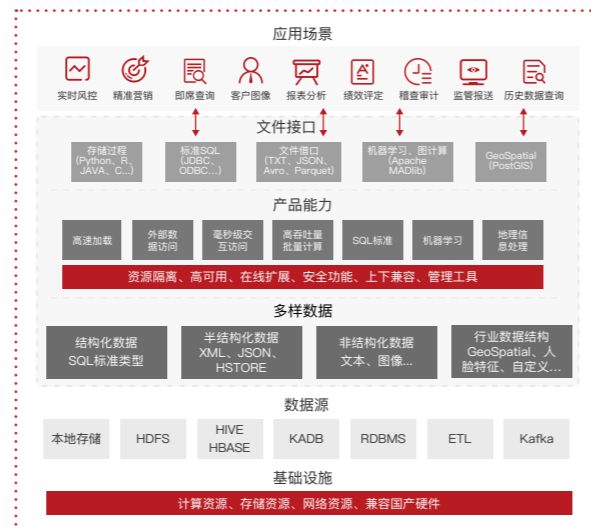 应用场景
实时风控 精准营销 即席查询 客户图像 报表分析 绩效评定 稽查审计 监管报送 历史数据查询
文件接口
存储过程
(Python、R、
JAVA、C...)
标准SQL
(JDBC、
ODBC...)
文件借口
(TXT、JSON、
Avro、Parquet)
机器学习、图计算
(Apache
MADlib)
GeoSpatial
(PostGIS)
产品能力
高速加载
外部数
据访问
毫秒级交
互访问
高吞吐量
批量计算
SQL标准
机器学习
地理信
息处理
资源隔离、高可用、在线扩展、安全功能、上下兼容、管理工具
多样数据
结构化数据
SQL标准类型
半结构化数据
XML、JSON、
HSTORE
非结构化数据
文本、图像...
行业数据结构
GeoSpatial、人
脸特征、自定义...
数据源
本地存储
HDFS
HIVE
HBASE
KADB
RDBMS
ETL
Kafka
基础设施
计算资源、存储资源、网络资源、兼容国产硬件